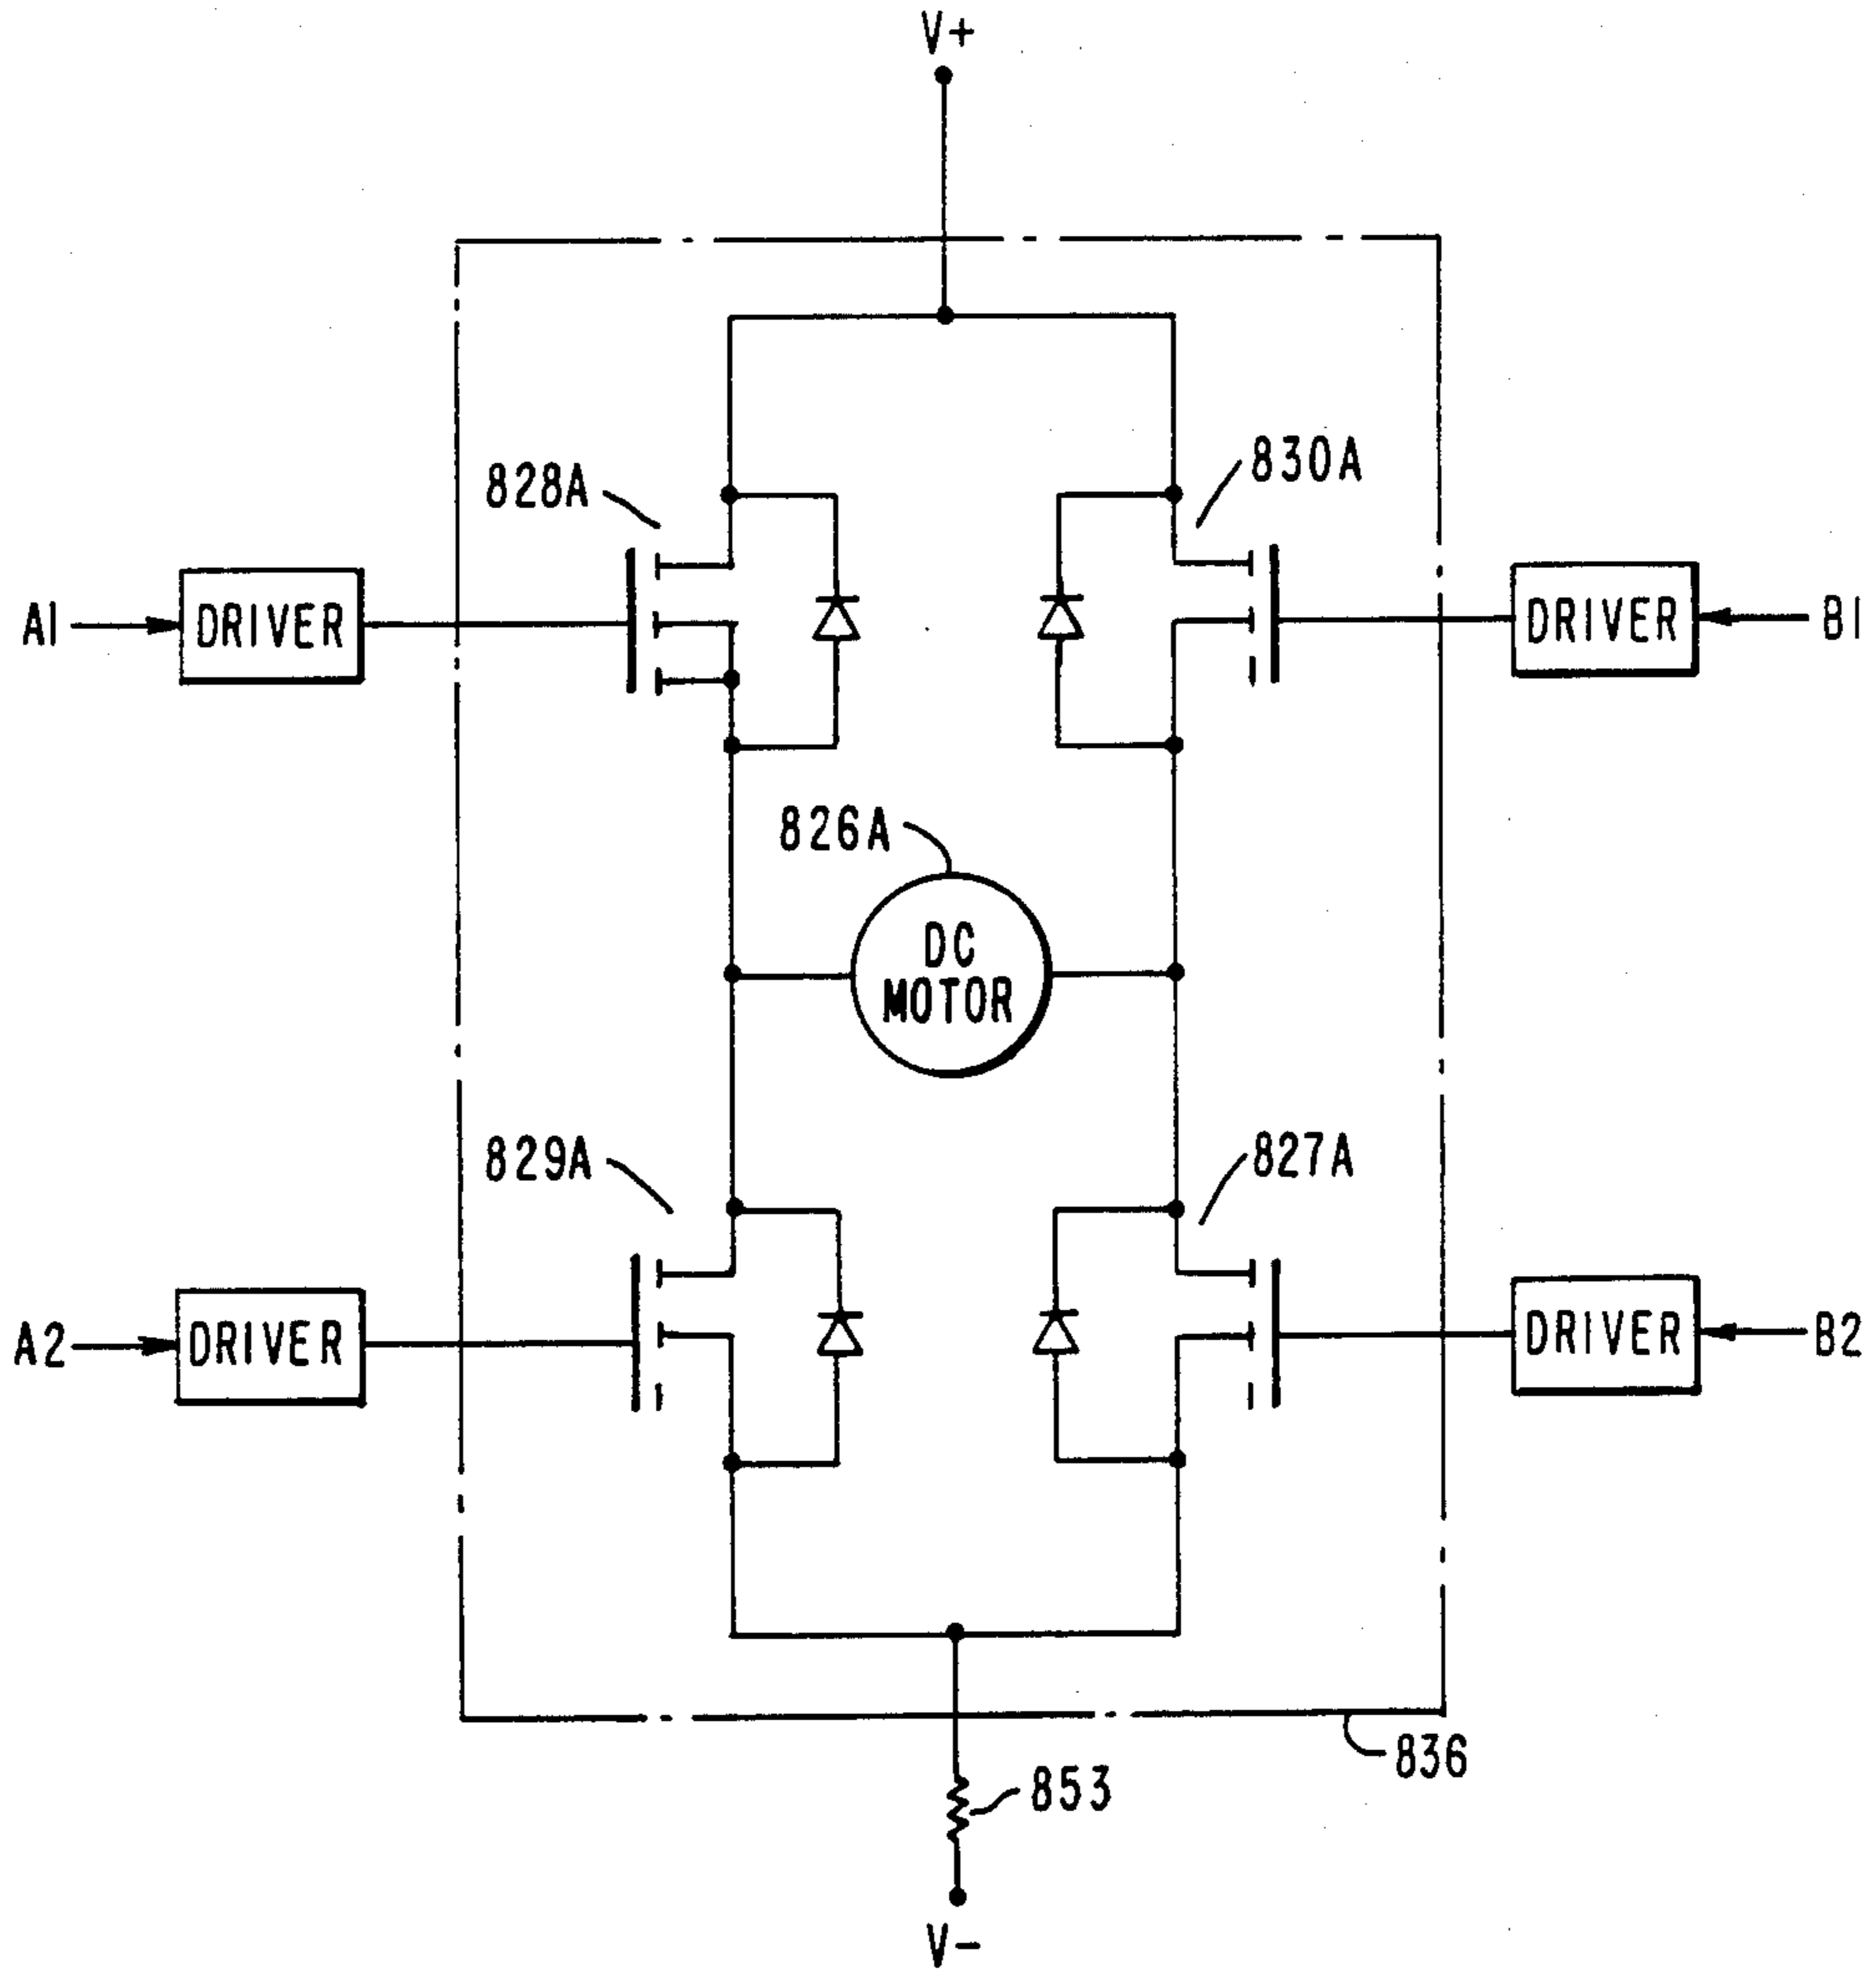 V+
830A
828A
A1
DRIVER
DRIVER
B1
826A
DC
MOTOR
829A
827A
A2
DRIVER
DRIVER
B2
836
853
V-